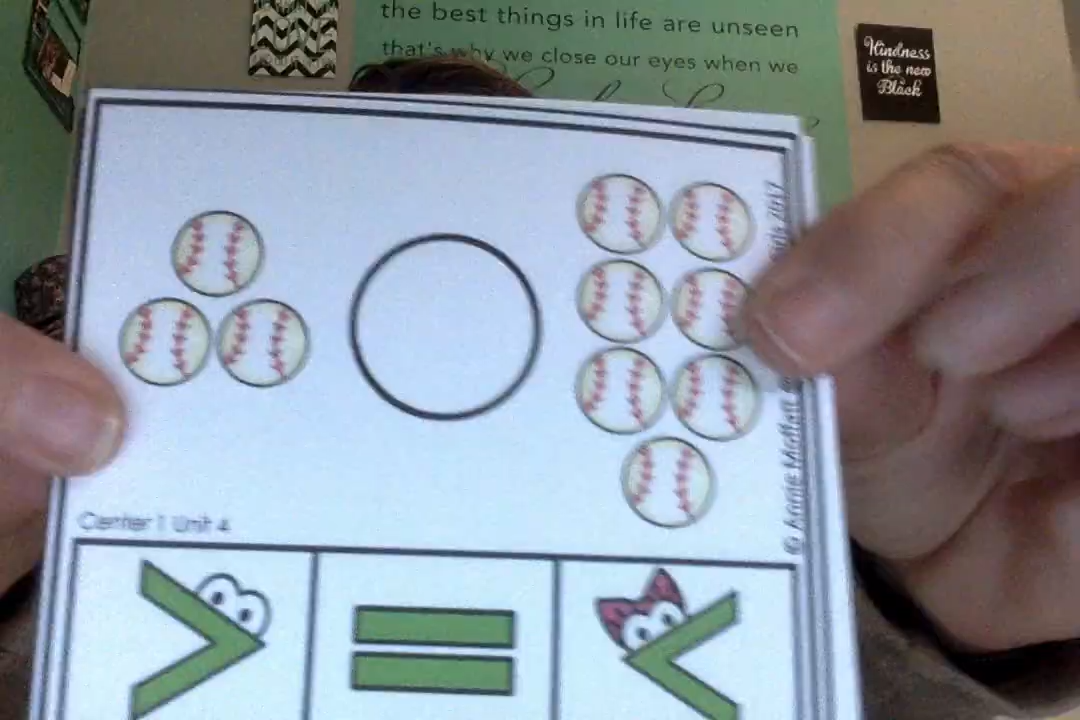 the best things in life are unseen
that's why we close our eyes when we
Kindness
is the new
Black
Center 1 Unit 4
> = <